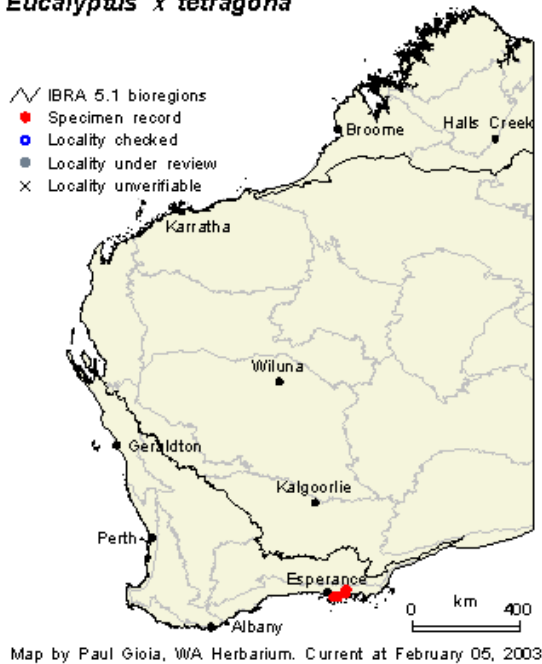 Eucalyptus x tetragona
IBRA 5.1 bioregions
Specimen record
Locality checked
Locality under review
Locality unverifiable
Broome
Halls Creek
Karratha
Wiluna
Geraldton
Kalgoorlie
Perth
Esperance
Albany
km
0 400
Map by Paul Gioia, WA Herbarium. Current at February 05, 2003